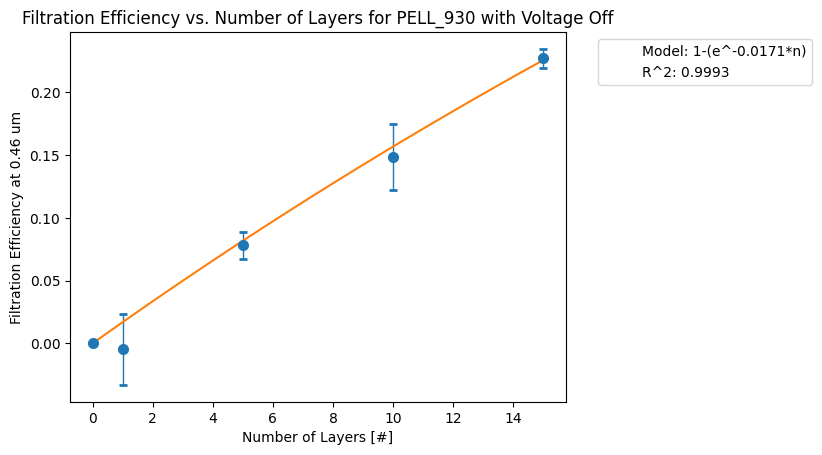 Filtration Efficiency vs. Number of Layers for PELL_930 with Voltage Off
Model: 1-(e^-0.0171*n)
R^2: 0.9993
Filtration Efficiency at 0.46 um
0.20
0.15
0.10
0.05
0.00
0 2 4 6 8 10 12 14
Number of Layers [#]